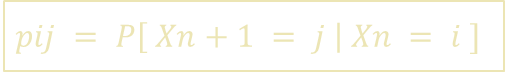 pij = P[ Xn + 1 = j | Xn = i ]